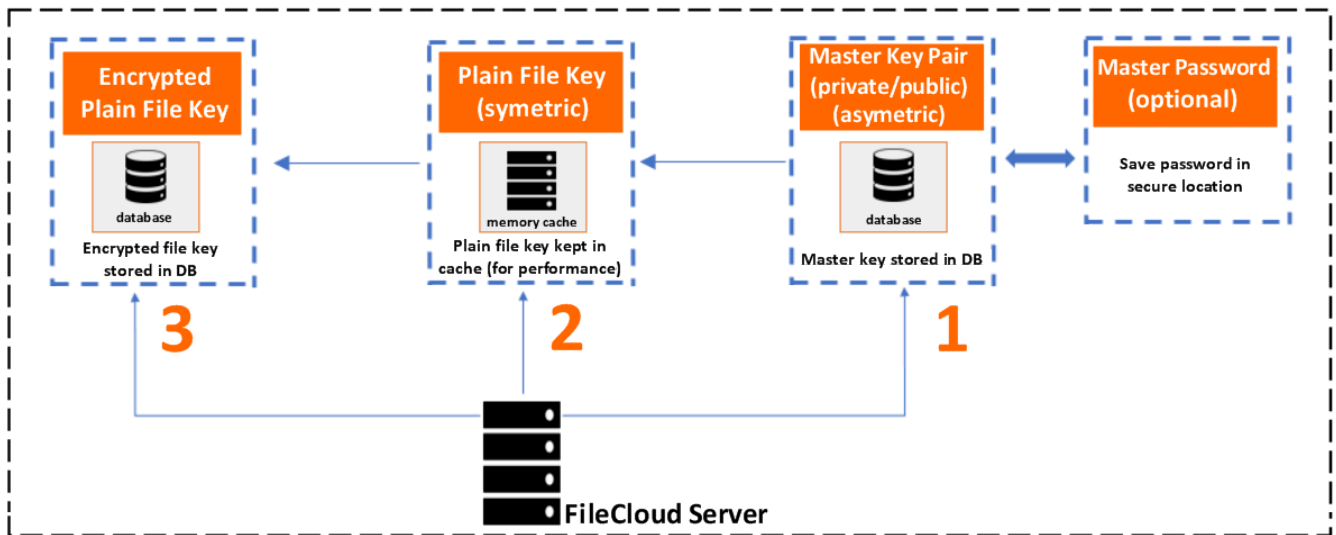 Encrypted
Plain File Key
database
Encrypted file key
stored in DB
3
Plain File Key
(symetric)
memory cache
Plain file key kept in
cache (for performance)
2
Master Key Pair
(private/public)
(asymetric)
database
Master key stored in DB
1
Master Password
(optional)
Save password in
secure location
FileCloud Server